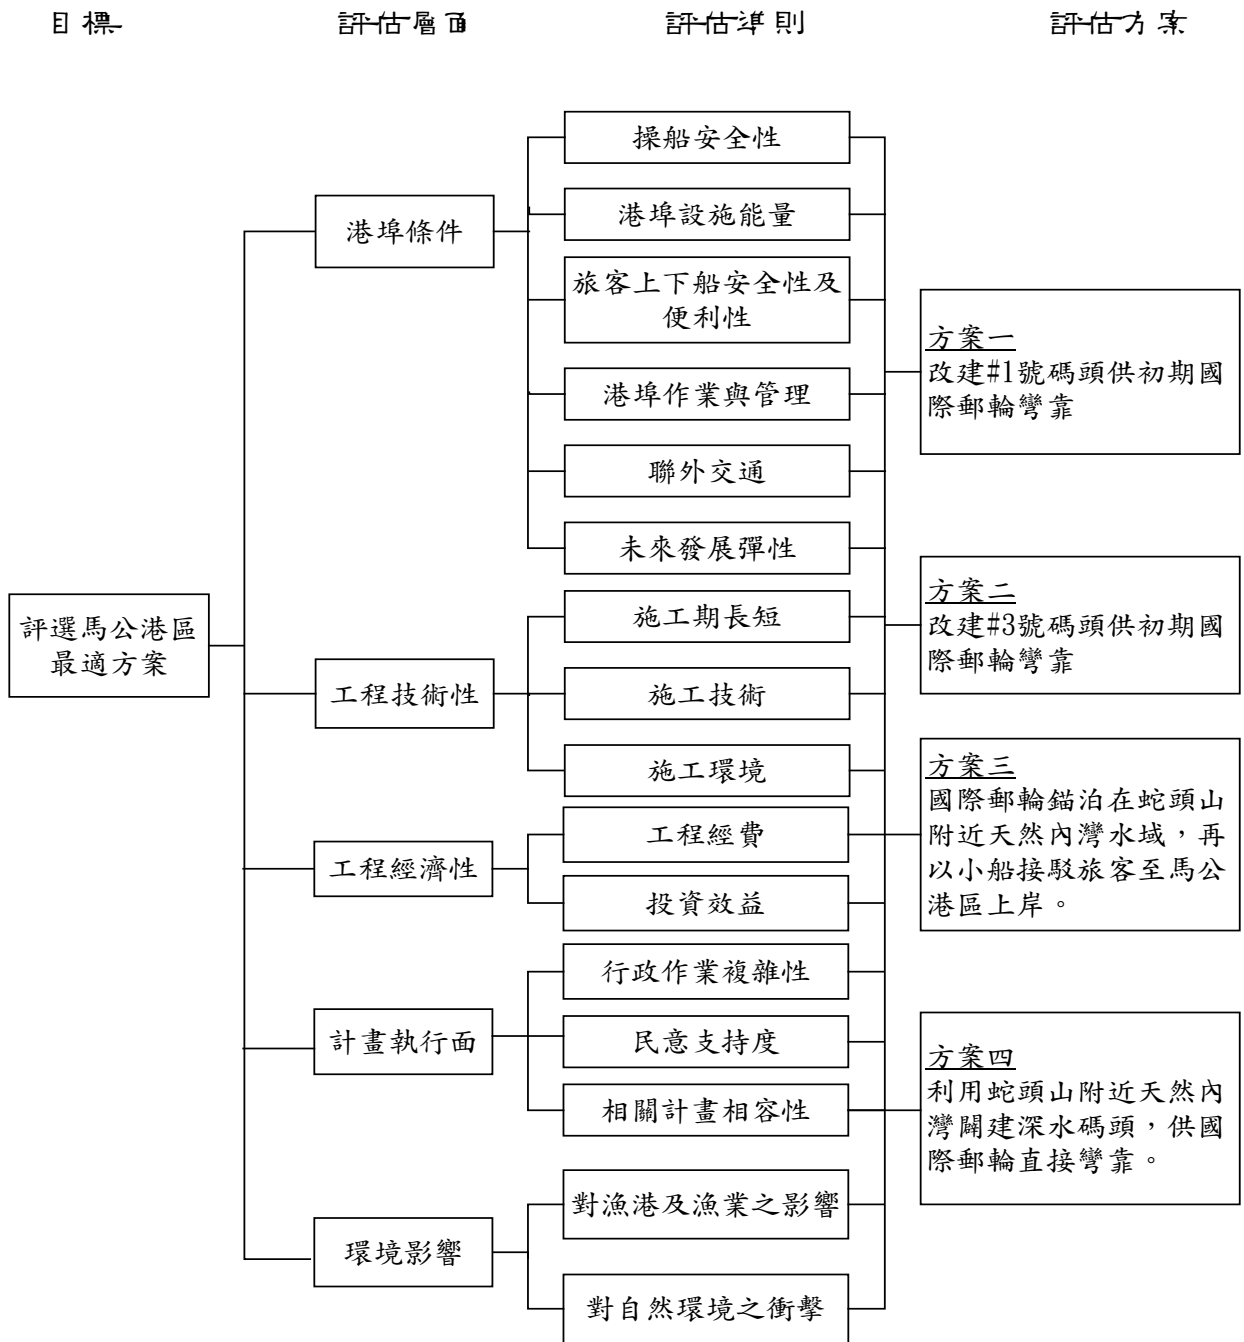 目標
評估層面
評估準則
評估方案
評選馬公港區
最適方案
港埠條件
工程技術性
工程經濟性
計畫執行面
環境影響
操船安全性
港埠設施能量
旅客上下船安全性及
便利性
港埠作業與管理
聯外交通
未來發展彈性
施工期長短
施工技術
施工環境
工程經費
投資效益
行政作業複雜性
民意支持度
相關計畫相容性
對漁港及漁業之影響
對自然環境之衝擊
方案一
改建#1號碼頭供初期國
際郵輪彎靠
方案二
改建#3號碼頭供初期國
際郵輪彎靠
方案三
國際郵輪錨泊在蛇頭山
附近天然內灣水域，再
以小船接駁旅客至馬公
港區上岸。
方案四
利用蛇頭山附近天然內
灣闢建深水碼頭，供國
際郵輪直接彎靠。